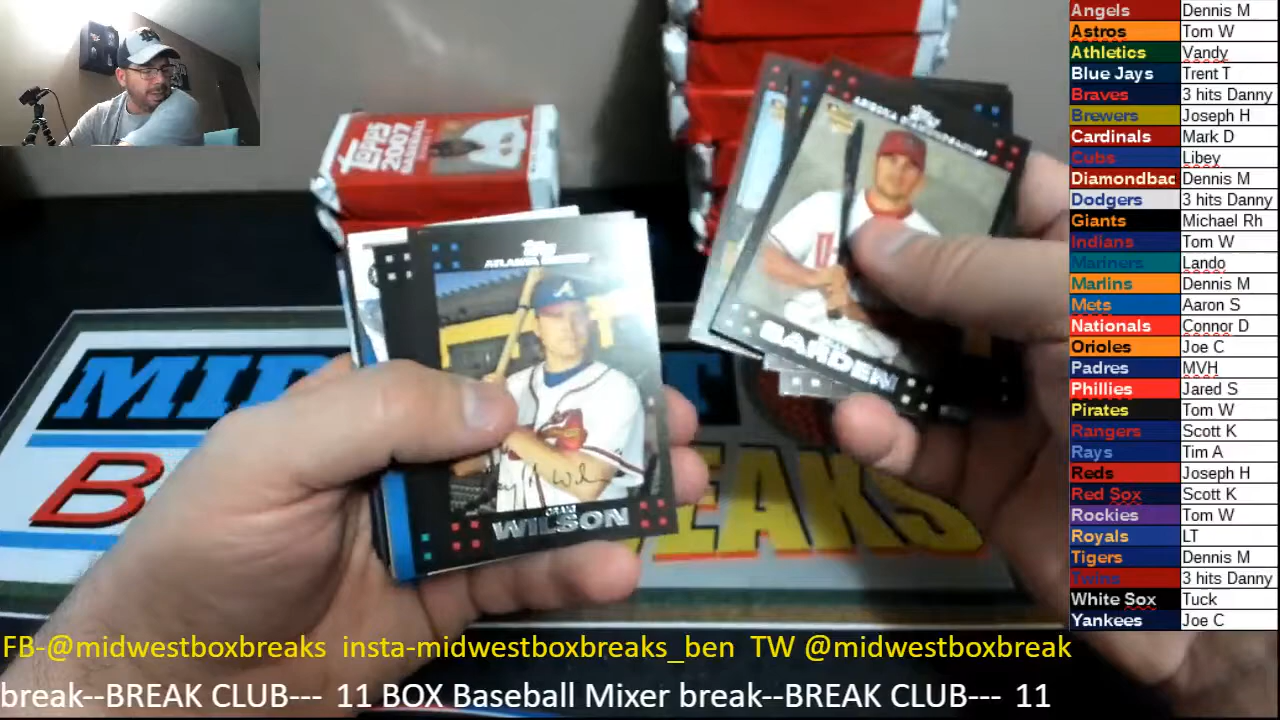 Angels Dennis M
Astros Tom W
Athletics Vandy
Blue Jays Trent T
Braves 3 hits Danny
Brewers Joseph H
Cardinals Mark D
Cubs Libey
Diamondbac Dennis M
Dodgers 3 hits Danny
Giants Michael Rh
Indians Tom W
Mariners Lando
Marlins Dennis M
Mets Aaron S
Nationals Connor D
Orioles Joe C
Padres MVH
Phillies Jared S
Pirates Tom W
Rangers Scott K
Rays Tim A
Reds Joseph H
Red Sox Scott K
Rockies Tom W
Royals LT
Tigers Dennis M
Twins 3 hits Danny
White Sox Tuck
Yankees Joe C
TOPPS
2007
BASEBALL
ATLANTA
WILSON
BARDEN
MID
B
EAKS
FB-@midwestboxbreaks insta-midwestboxbreaks_ben TW @midwestboxbreak
break--BREAK CLUB--- 11 BOX Baseball Mixer break--BREAK CLUB--- 11